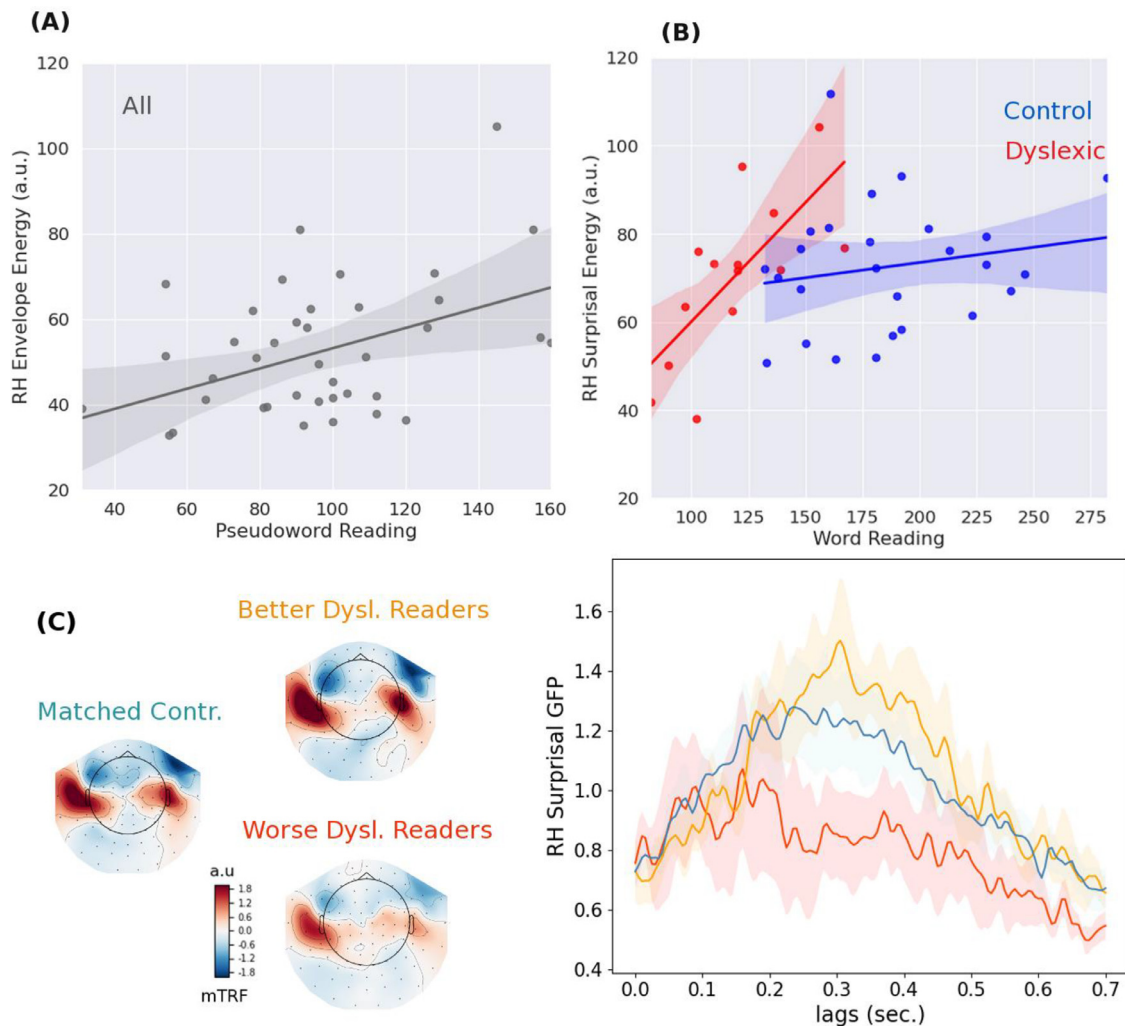 (A)
All
RH Envelope Energy (a.u.)
120
100
80
60
40
20
40 60 80 100 120 140 160
Pseudoword Reading
(B)
Control
Dyslexic
RH Surprisal Energy (a.u.)
120
100
80
60
40
20
100 125 150 175 200 225 250 275
Word Reading
(C)
Better Dysl. Readers
Matched Contr.
Worse Dysl. Readers
a.u
1.8
1.2
0.6
0.0
-0.6
-1.2
-1.8
mTRF
RH Surprisal GFP
1.6
1.4
1.2
1.0
0.8
0.6
0.4
0.0 0.1 0.2 0.3 0.4 0.5 0.6 0.7
lags (sec.)